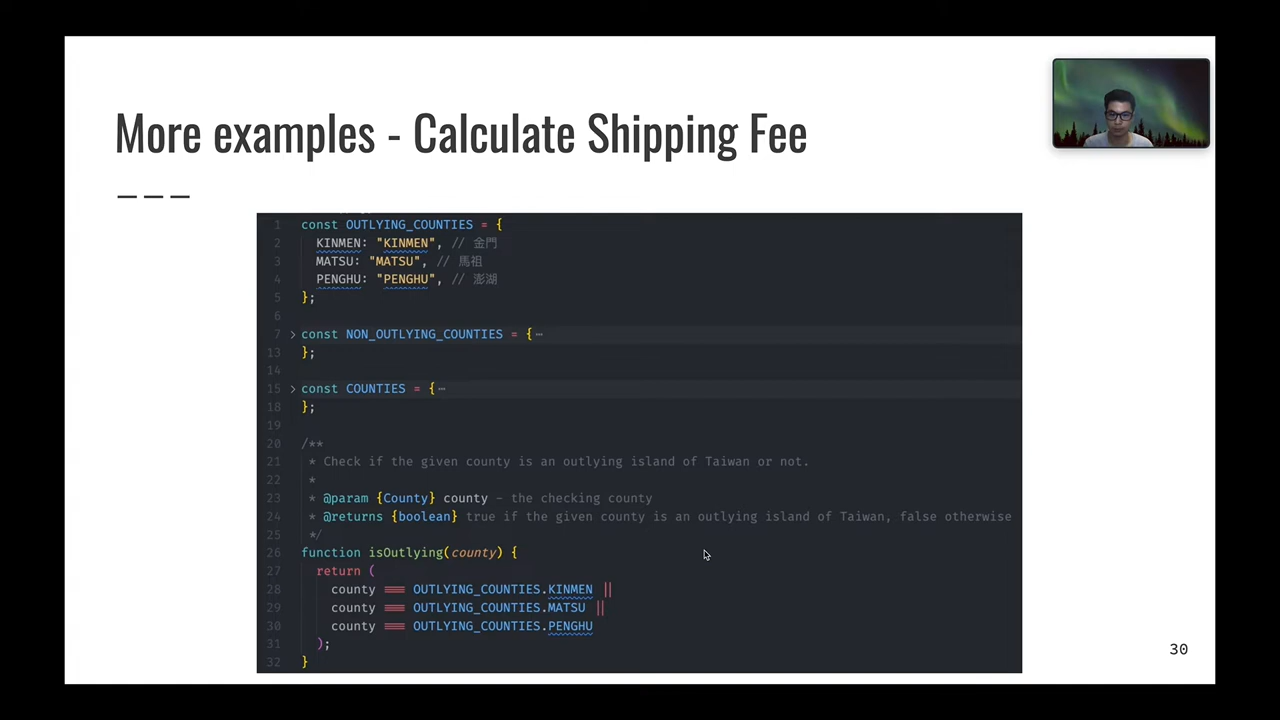 More examples - Calculate Shipping Fee
1 const OUTLYING_COUNTIES = {
2 KINMEN: "KINMEN", // 金門
3 MATSU: "MATSU", // 馬祖
4 PENGHU: "PENGHU", // 澎湖
5 };
6
7 > const NON_OUTLYING_COUNTIES = { ⋯
13 };
14
15 > const COUNTIES = { ⋯
18 };
19
20 /**
21 * Check if the given county is an outlying island of Taiwan or not.
22 *
23 * @param {County} county - the checking county
24 * @returns {boolean} true if the given county is an outlying island of Taiwan, false otherwise
25 */
26 function isOutlying(county) {
27 return (
28 county === OUTLYING_COUNTIES.KINMEN ||
29 county === OUTLYING_COUNTIES.MATSU ||
30 county === OUTLYING_COUNTIES.PENGHU
31 );
32 }
30